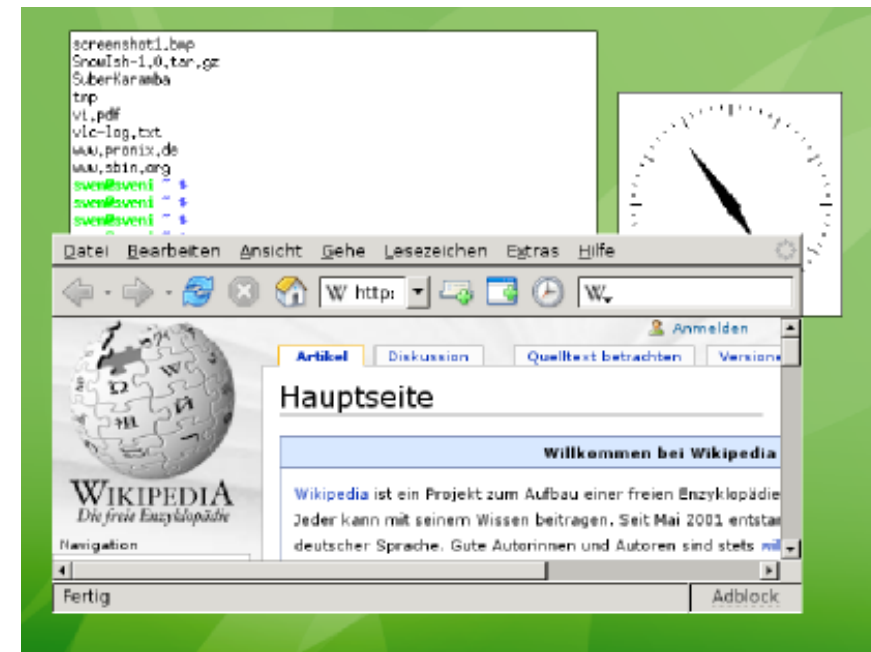 screenshot1.bmp
SnowIsh-1.0.tar.gz
SuberKaramba
tmp
vi.pdf
vlc-log.txt
www.pronix.de
www.sbin.org
sven@sveni ~ $
sven@sveni ~ $
sven@sveni ~ $
Datei Bearbeiten Ansicht Gehe Lesezeichen Extras Hilfe
W http: W
Anmelden
Artikel Diskussion Quelltext betrachten Versione
Hauptseite
Willkommen bei Wikipedia
WIKIPEDIA
Die freie Enzyklopädie
Wikipedia ist ein Projekt zum Aufbau einer freien Enzyklopädie
Jeder kann mit seinem Wissen beitragen. Seit Mai 2001 entstan
deutscher Sprache. Gute Autorinnen und Autoren sind stets wil
Navigation
Fertig Adblock